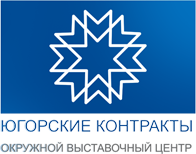 ЮГОРСКИЕ КОНТРАКТЫ
ОКРУЖНОЙ ВЫСТАВОЧНЫЙ ЦЕНТР